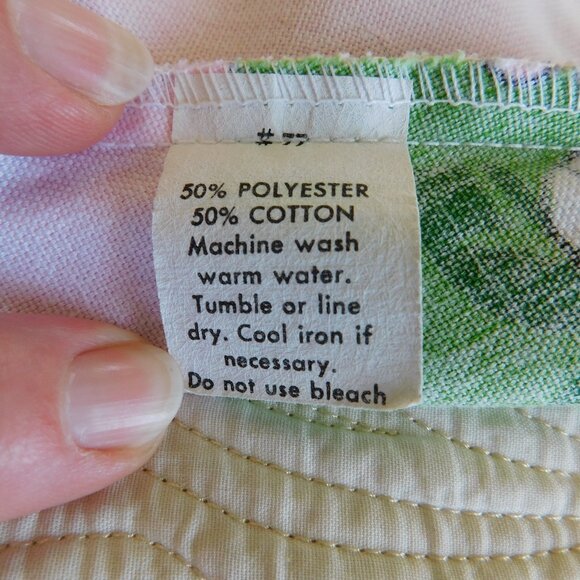 50% POLYESTER
50% COTTON
Machine wash
warm water.
Tumble or line
dry. Cool iron if
necessary.
Do not use bleach